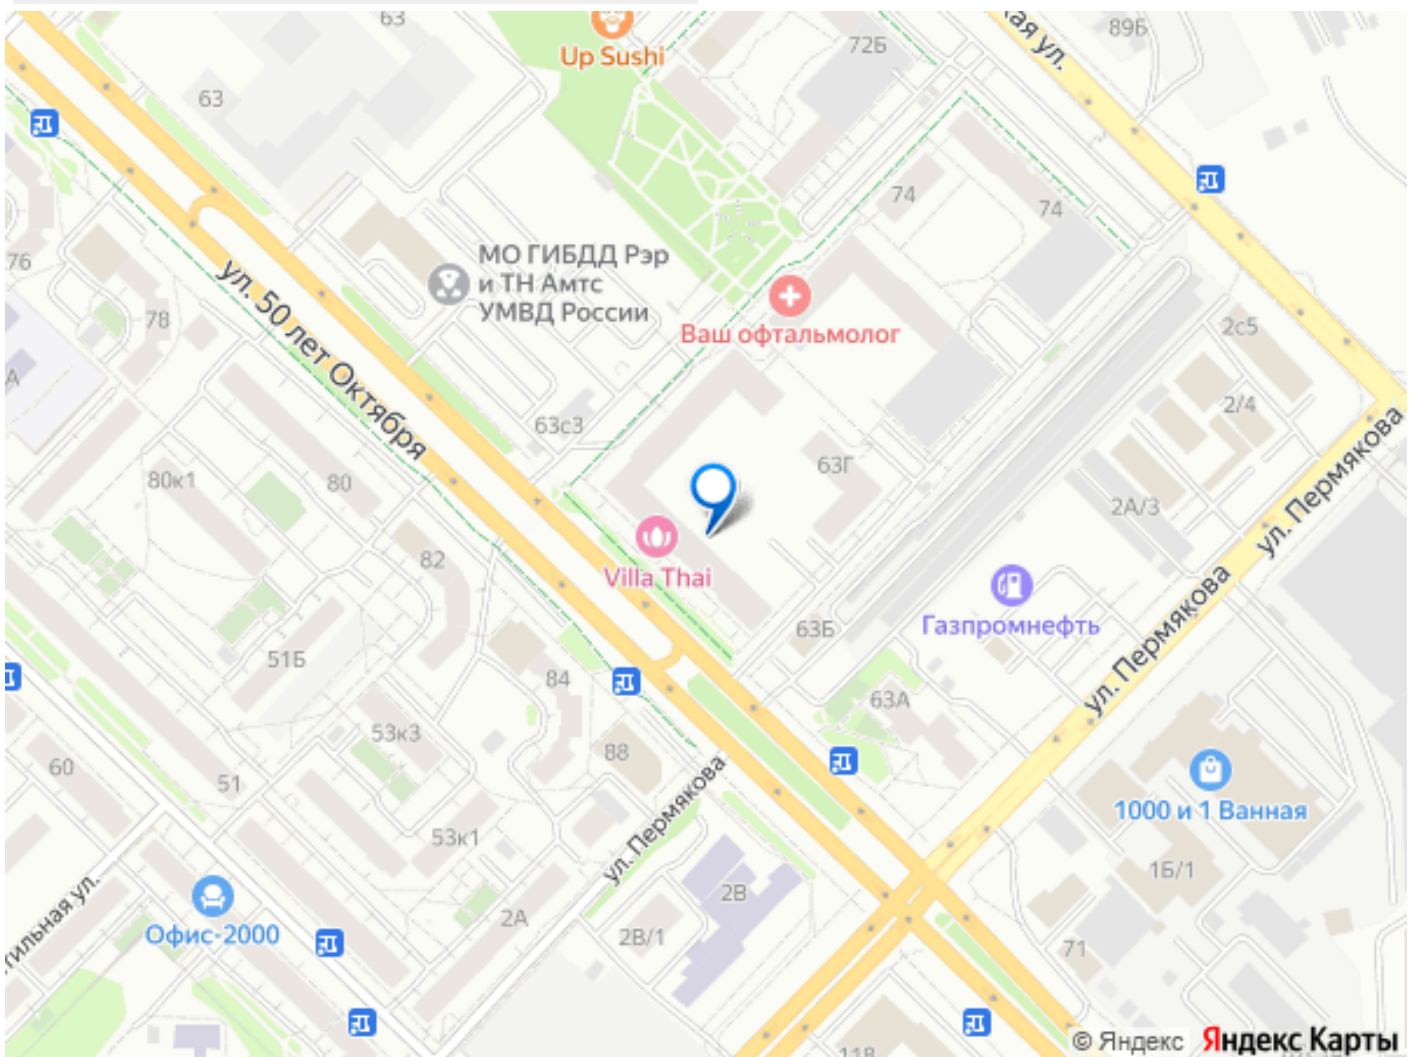 63
Up Sushi
72Б
кая ул.
89Б
63
74
74
76
МО ГИБДД Рэр
и ТН Амтс
УМВД России
ул. 50 лет Октября
78
Ваш офтальмолог
2с5
2/4
А
63с3
80к1
80
63Г
2А/3
ул. Пермякова
82
Villa Thai
63Б
Газпромнефть
ул. Пермякова
51Б
84
63А
53к3
88
60
51
1000 и 1 Ванная
53к1
ул. Пермякова
1Б/1
2В
2А
Офис-2000
2В/1
71
тильная ул.
118
© Яндекс Яндекс Карты